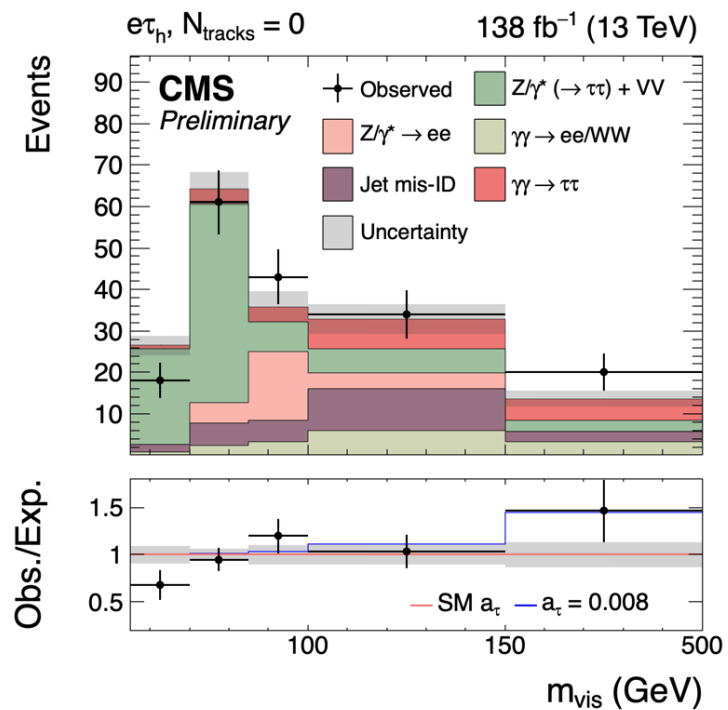 eτh, Ntracks = 0 138 fb⁻¹ (13 TeV)
Events
90
80
70
60
50
40
30
20
10
CMS
Preliminary
Observed
Z/γ* (→ ττ) + VV
Z/γ* → ee
γγ → ee/WW
Jet mis-ID
γγ → ττ
Uncertainty
Obs./Exp.
1.5
1
0.5
SM aτ
aτ = 0.008
100 150 500
mvis (GeV)